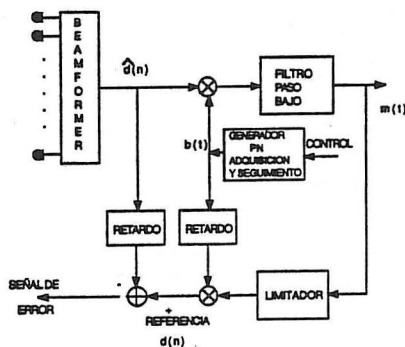 BEAMFORMER
d̂(n)
FILTRO
PASO
BAJO
m(t)
b(t)
GENERADOR
PN
ADQUISICION
Y SEGUIMIENTO
CONTROL
RETARDO
RETARDO
SEÑAL DE
ERROR
-
+
REFERENCIA
d(n)
LIMITADOR